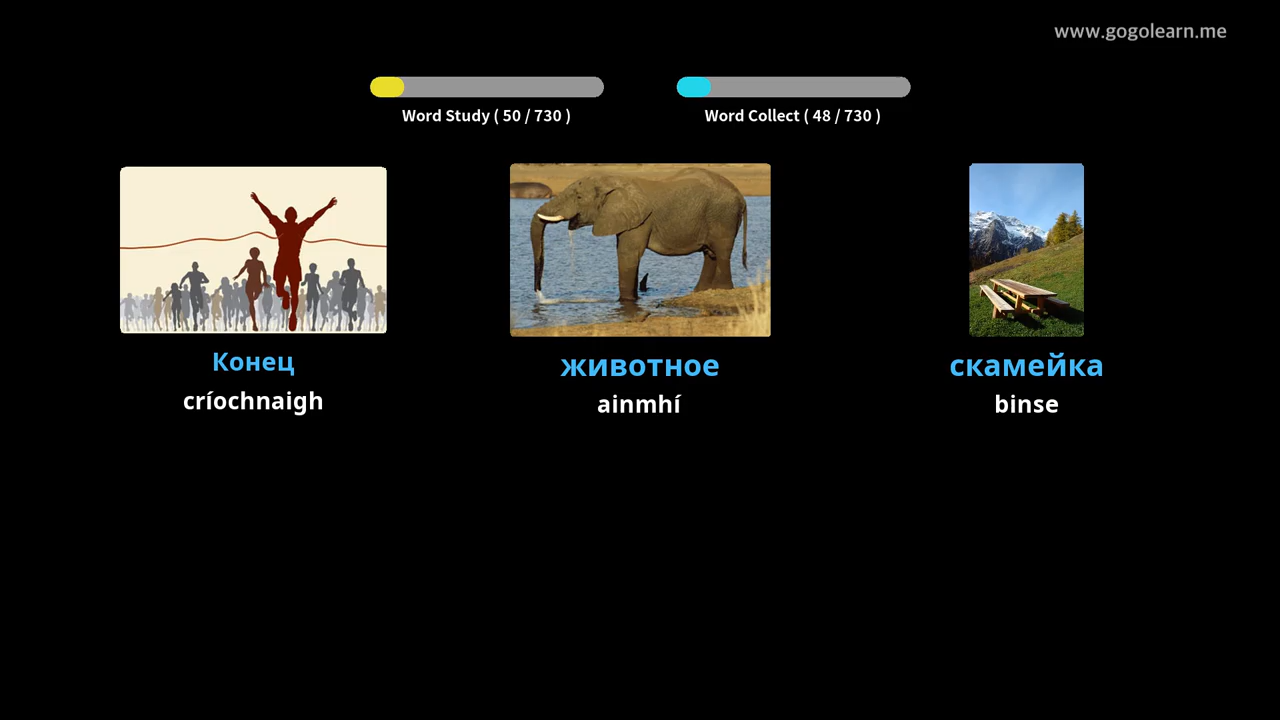 www.gogolearn.me
Word Study ( 50 / 730 )
Word Collect ( 48 / 730 )
Конец
críochnaigh
животное
ainmhí
скамейка
binse